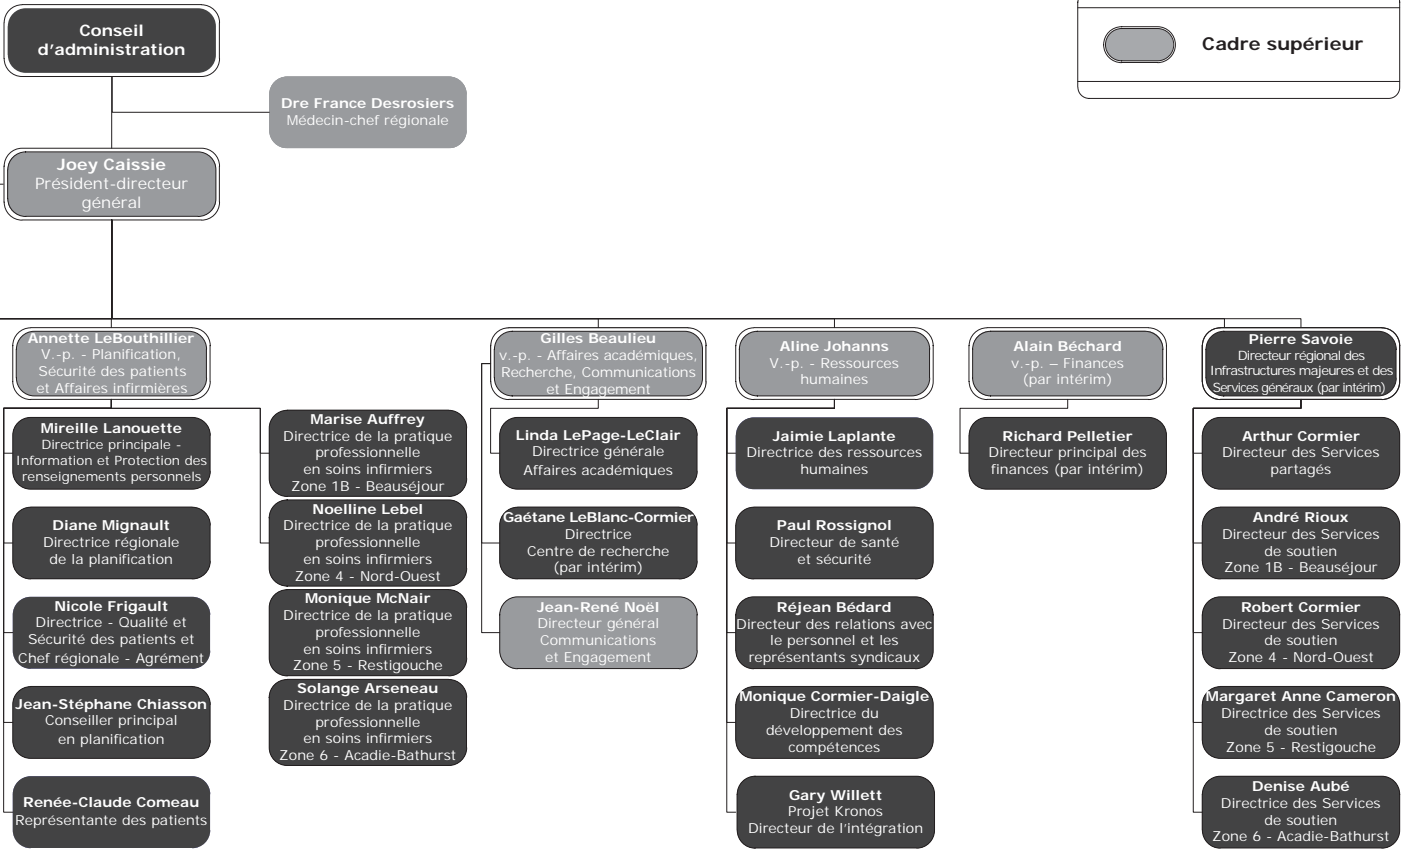 Conseil
d'administration
Cadre supérieur
Dre France Desrosiers
Médecin-chef régionale
Joey Caissie
Président-directeur
général
Annette LeBouthillier
V.-p. - Planification,
Sécurité des patients
et Affaires infirmières
Gilles Beaulieu
v.-p. - Affaires académiques,
Recherche, Communications
et Engagement
Aline Johanns
V.-p. - Ressources
humaines
Alain Béchard
v.-p. – Finances
(par intérim)
Pierre Savoie
Directeur régional des
Infrastructures majeures et des
Services généraux (par intérim)
Mireille Lanouette
Directrice principale -
Information et Protection des
renseignements personnels
Diane Mignault
Directrice régionale
de la planification
Nicole Frigault
Directrice - Qualité et
Sécurité des patients et
Chef régionale - Agrément
Jean-Stéphane Chiasson
Conseiller principal
en planification
Renée-Claude Comeau
Représentante des patients
Marise Auffrey
Directrice de la pratique
professionnelle
en soins infirmiers
Zone 1B - Beauséjour
Noelline Lebel
Directrice de la pratique
professionnelle
en soins infirmiers
Zone 4 - Nord-Ouest
Monique McNair
Directrice de la pratique
professionnelle
en soins infirmiers
Zone 5 - Restigouche
Solange Arseneau
Directrice de la pratique
professionnelle
en soins infirmiers
Zone 6 - Acadie-Bathurst
Linda LePage-LeClair
Directrice générale
Affaires académiques
Gaétane LeBlanc-Cormier
Directrice
Centre de recherche
(par intérim)
Jean-René Noël
Directeur général
Communications
et Engagement
Jaimie Laplante
Directrice des ressources
humaines
Paul Rossignol
Directeur de santé
et sécurité
Réjean Bédard
Directeur des relations avec
le personnel et les
représentants syndicaux
Monique Cormier-Daigle
Directrice du
développement des
compétences
Gary Willett
Projet Kronos
Directeur de l'intégration
Richard Pelletier
Directeur principal des
finances (par intérim)
Arthur Cormier
Directeur des Services
partagés
André Rioux
Directeur des Services
de soutien
Zone 1B - Beauséjour
Robert Cormier
Directeur des Services
de soutien
Zone 4 - Nord-Ouest
Margaret Anne Cameron
Directrice des Services
de soutien
Zone 5 - Restigouche
Denise Aubé
Directrice des Services
de soutien
Zone 6 - Acadie-Bathurst